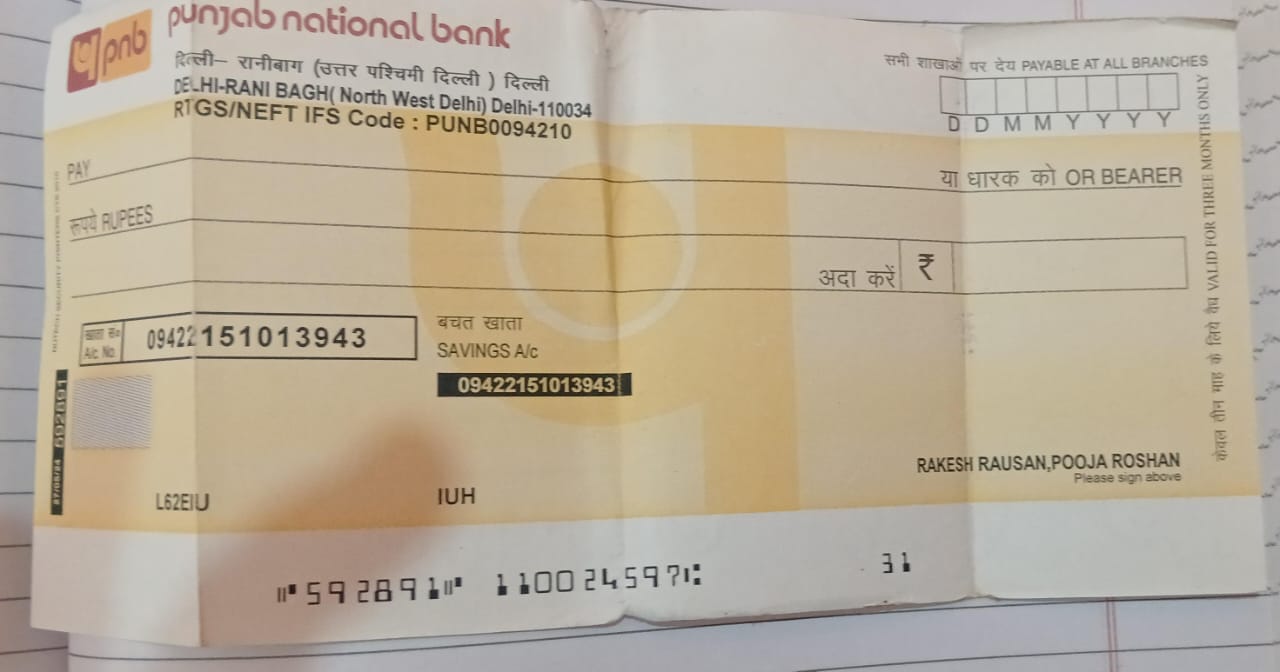 pnb punjab national bank
दिल्ली– रानीबाग (उत्तर पश्चिमी दिल्ली ) दिल्ली
DELHI-RANI BAGH( North West Delhi) Delhi-110034
RTGS/NEFT IFS Code : PUNB0094210
सभी शाखाओं पर देय PAYABLE AT ALL BRANCHES
D D M M Y Y Y Y
PAY
या धारक को OR BEARER
रूपये RUPEES
अदा करें ₹
खाता सं०
A/c. No.
09422151013943
बचत खाता
SAVINGS A/c
09422151013943
RAKESH RAUSAN,POOJA ROSHAN
Please sign above
L62EIU
IUH
592891 110024597 31
केवल तीन माह के लिये वैध VALID FOR THREE MONTHS ONLY
592891